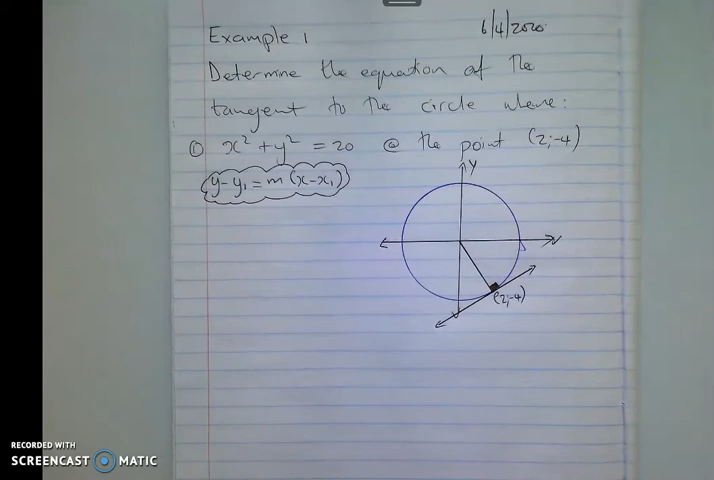 Example 1
6/4/2020
Determine the equation of the
tangent to the circle where:
① x² + y² = 20 @ the point (2;-4)
y-y₁ = m (x-x₁)
y
(2;-4)
RECORDED WITH
SCREENCAST MATIC